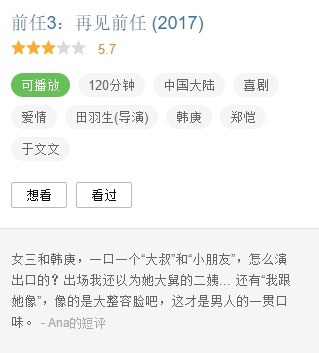 前任3：再见前任 (2017)
5.7
可播放 120分钟 中国大陆 喜剧
爱情 田羽生(导演) 韩庚 郑恺
于文文
想看 看过
女三和韩庚，一口一个“大叔”和“小朋友”，怎么演
出口的？出场我还以为她大舅的二姨... 还有“我跟
她像”，像的是大整容脸吧，这才是男人的一贯口
味。 - Ana的短评